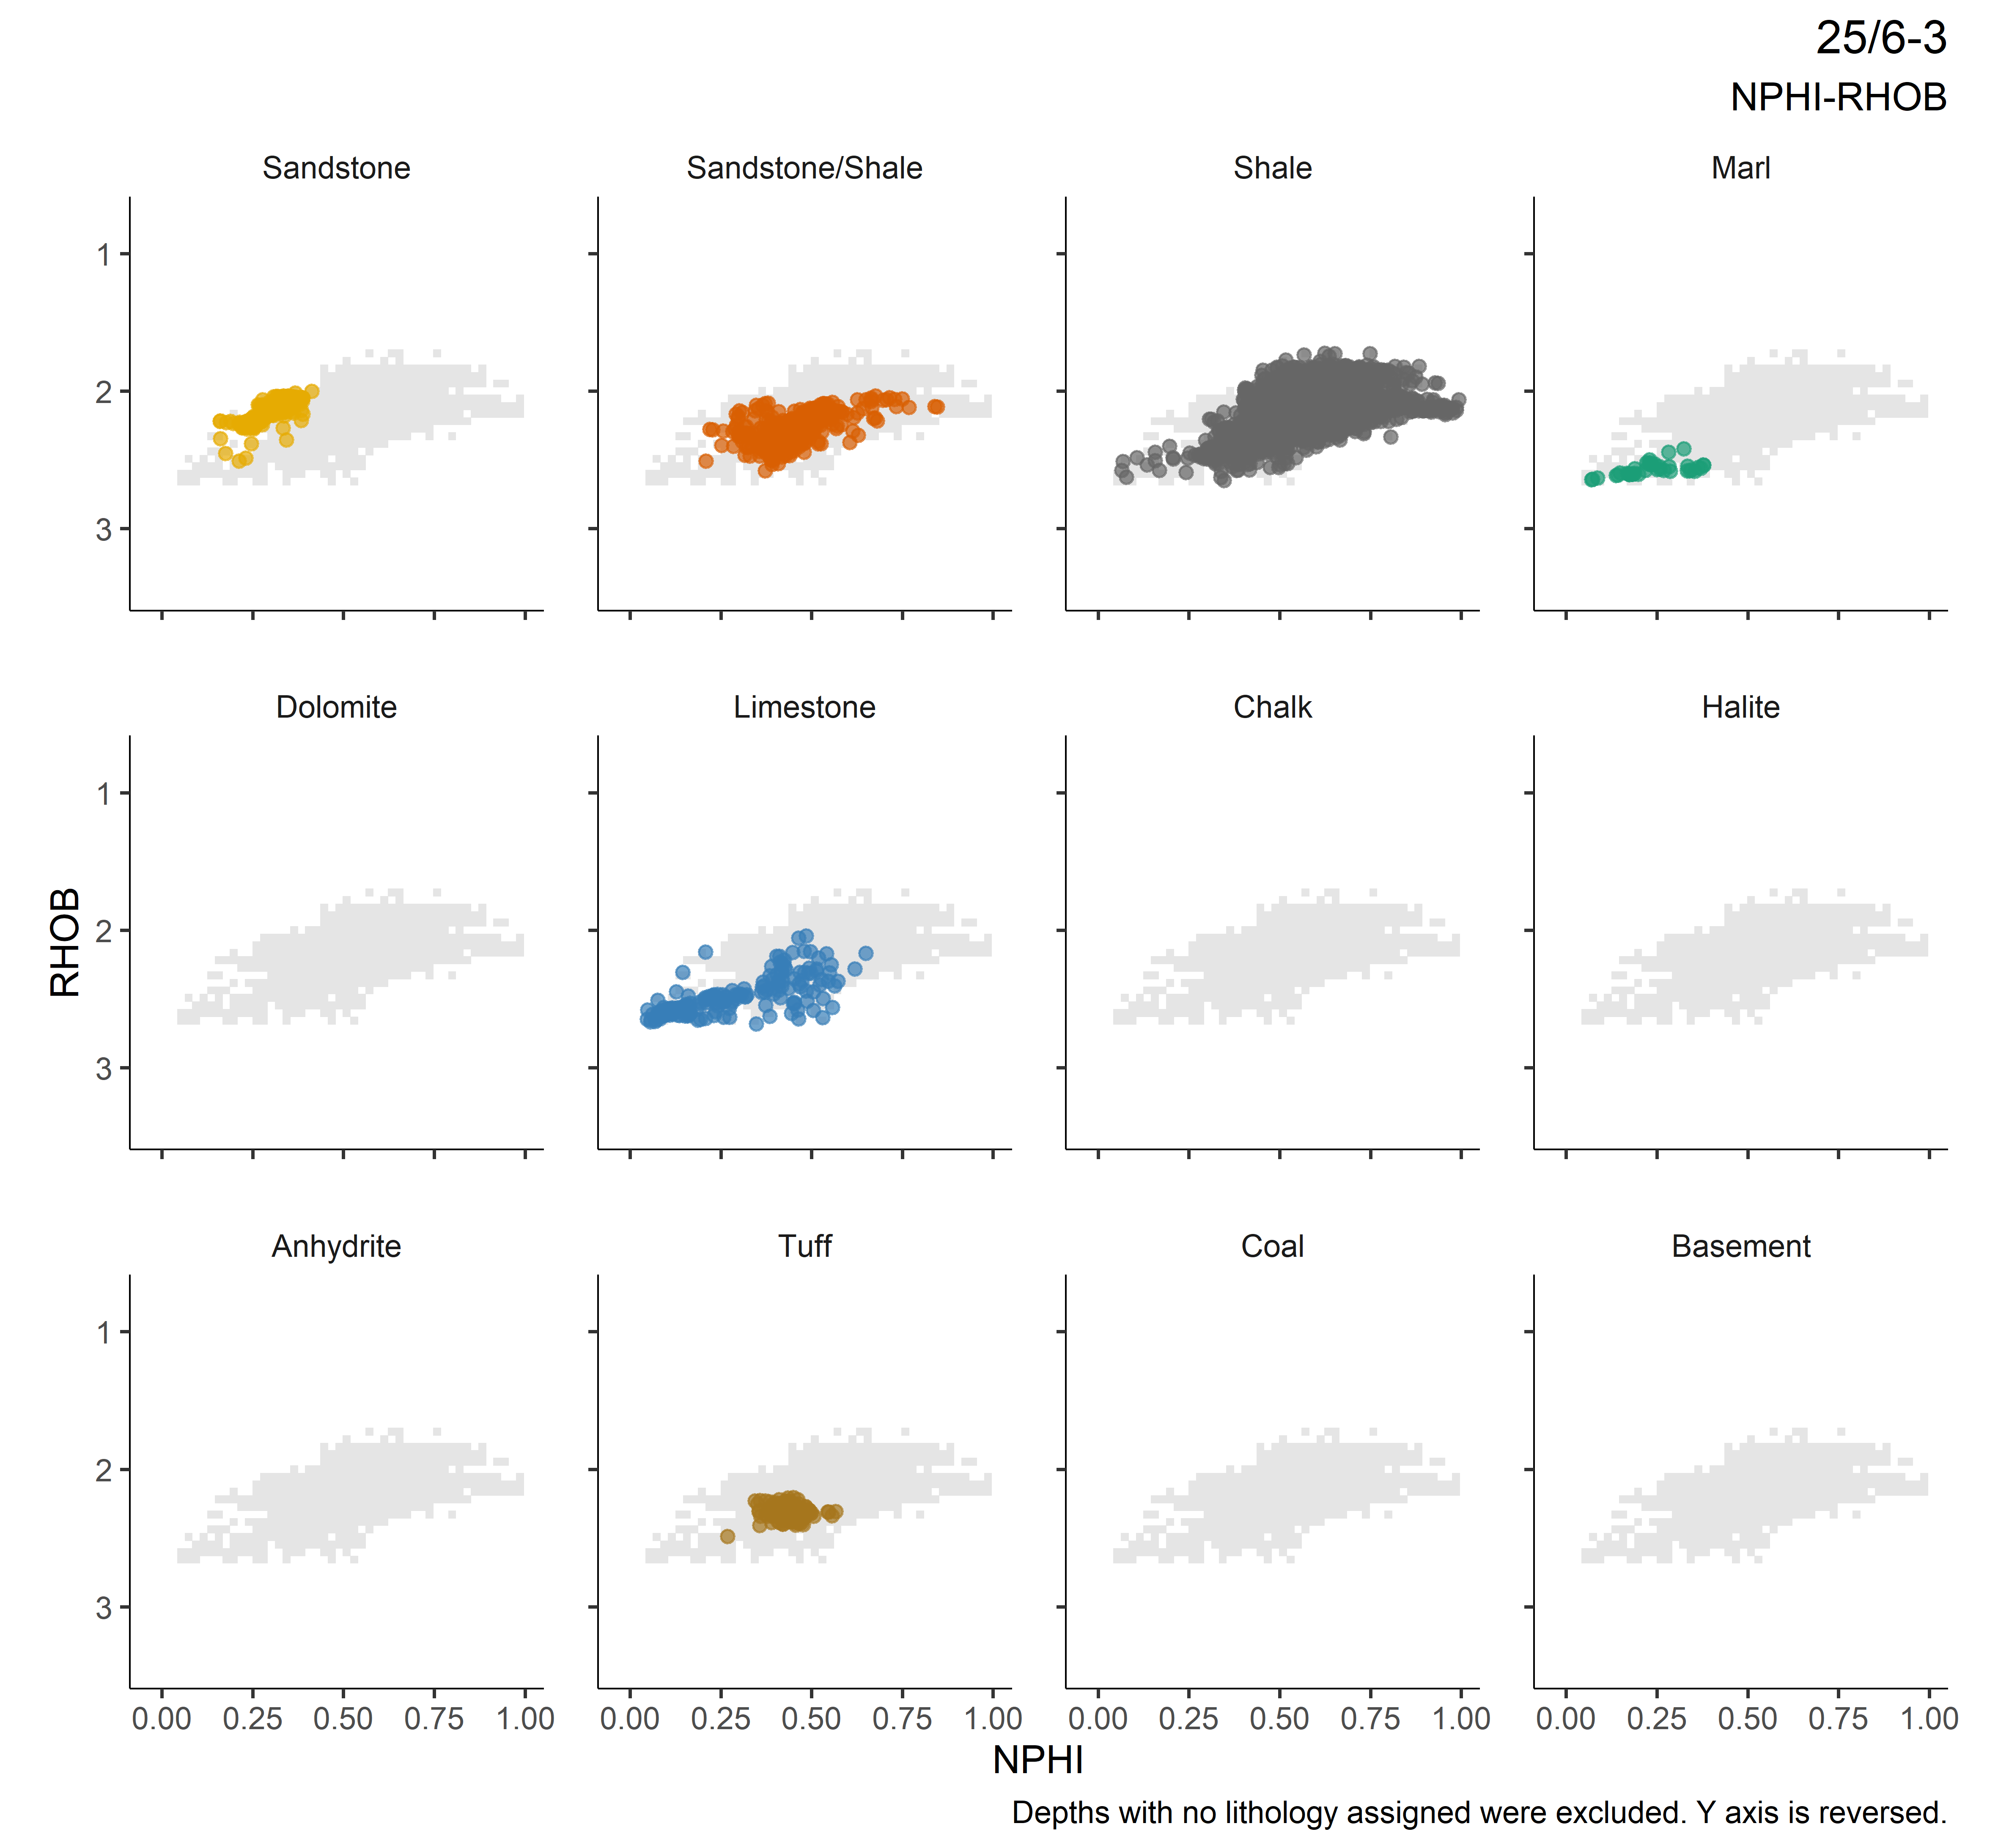 25/6-3
NPHI-RHOB
Sandstone
Sandstone/Shale
Shale
Marl
1
2
3
Dolomite
Limestone
Chalk
Halite
RHOB
1
2
3
Anhydrite
Tuff
Coal
Basement
1
2
3
0.00 0.25 0.50 0.75 1.00
0.00 0.25 0.50 0.75 1.00
0.00 0.25 0.50 0.75 1.00
0.00 0.25 0.50 0.75 1.00
NPHI
Depths with no lithology assigned were excluded. Y axis is reversed.